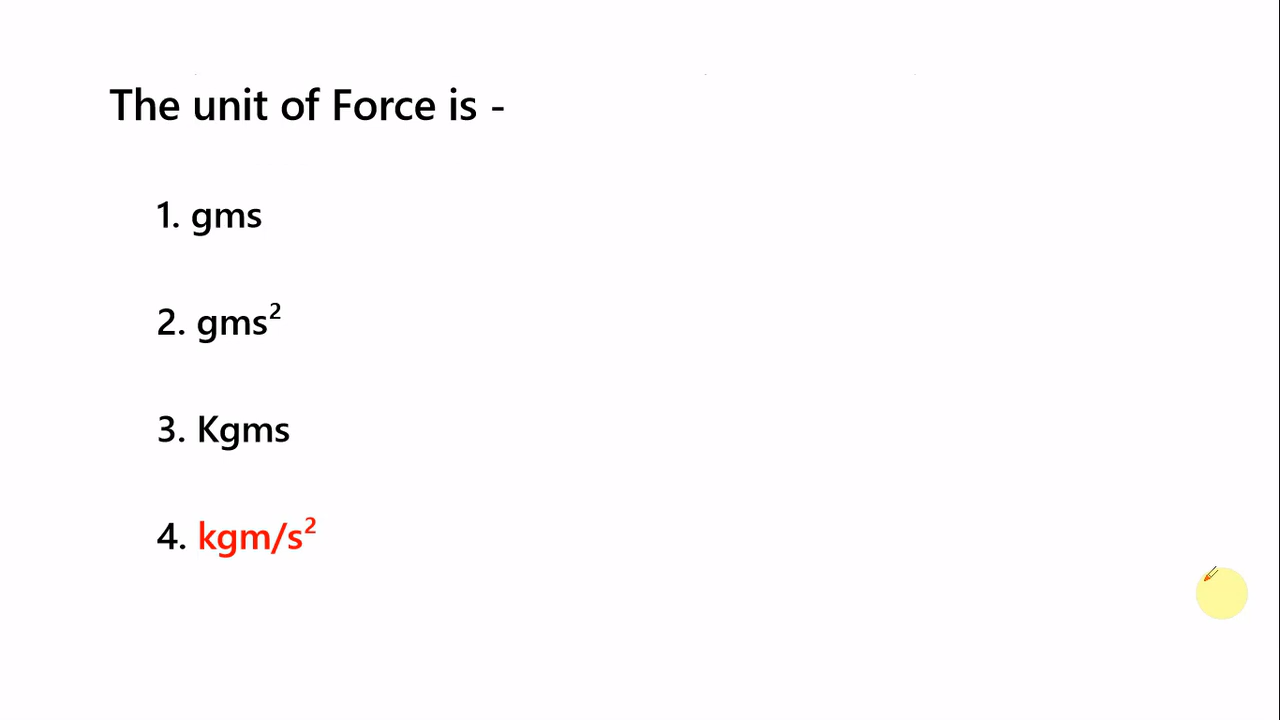 The unit of Force is -
1. gms
2. gms²
3. Kgms
4. kgm/s²